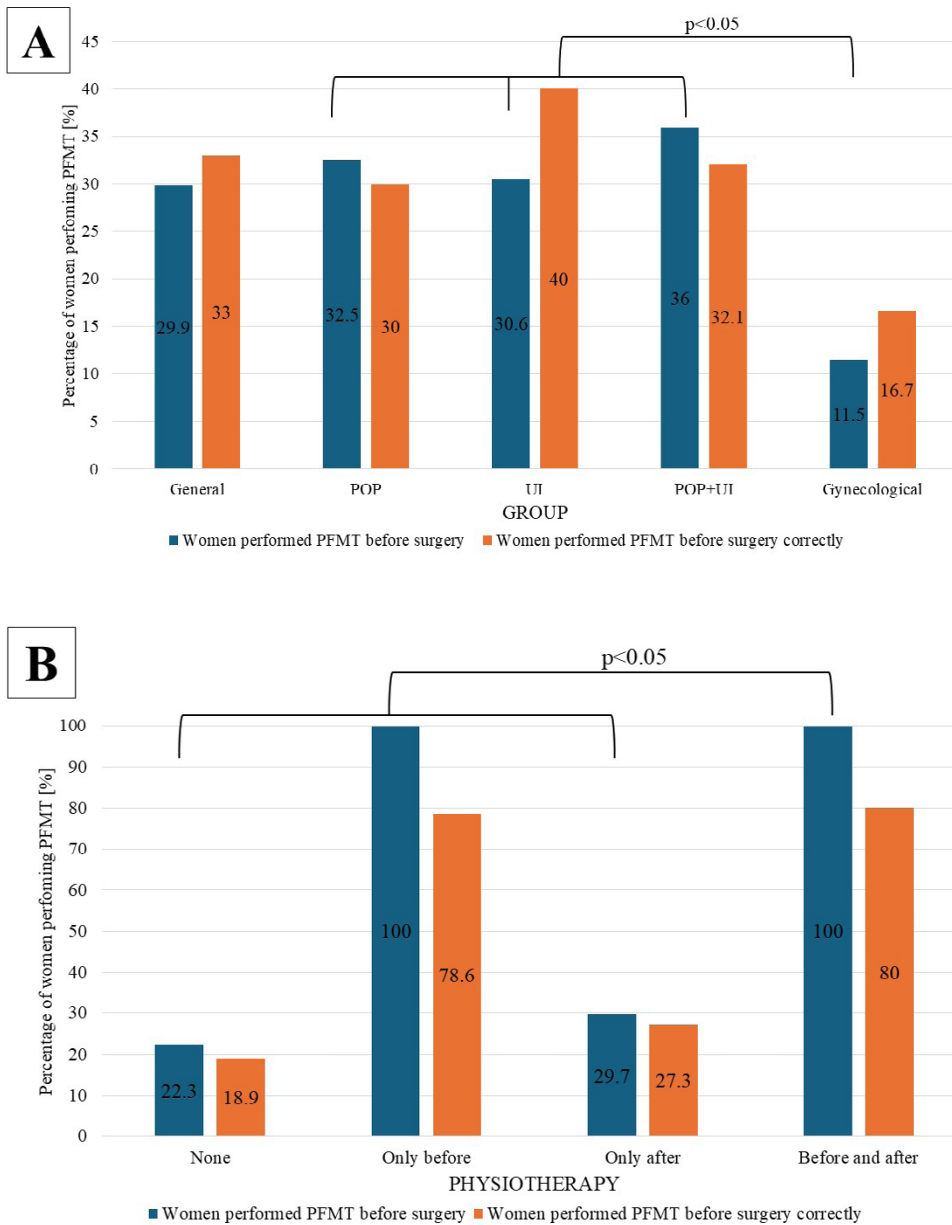 A
p<0.05
Percentage of women perfoming PFMT [%]
45
40
35
30
25
20
15
10
5
0
29.9
33
32.5
30
30.6
40
36
32.1
11.5
16.7
General
POP
UI
POP+UI
Gynecological
GROUP
Women performed PFMT before surgery
Women performed PFMT before surgery correctly
B
p<0.05
Percentage of women perfoming PFMT [%]
100
90
80
70
60
50
40
30
20
10
0
22.3
18.9
100
78.6
29.7
27.3
100
80
None
Only before
Only after
Before and after
PHYSIOTHERAPY
Women performed PFMT before surgery
Women performed PFMT before surgery correctly